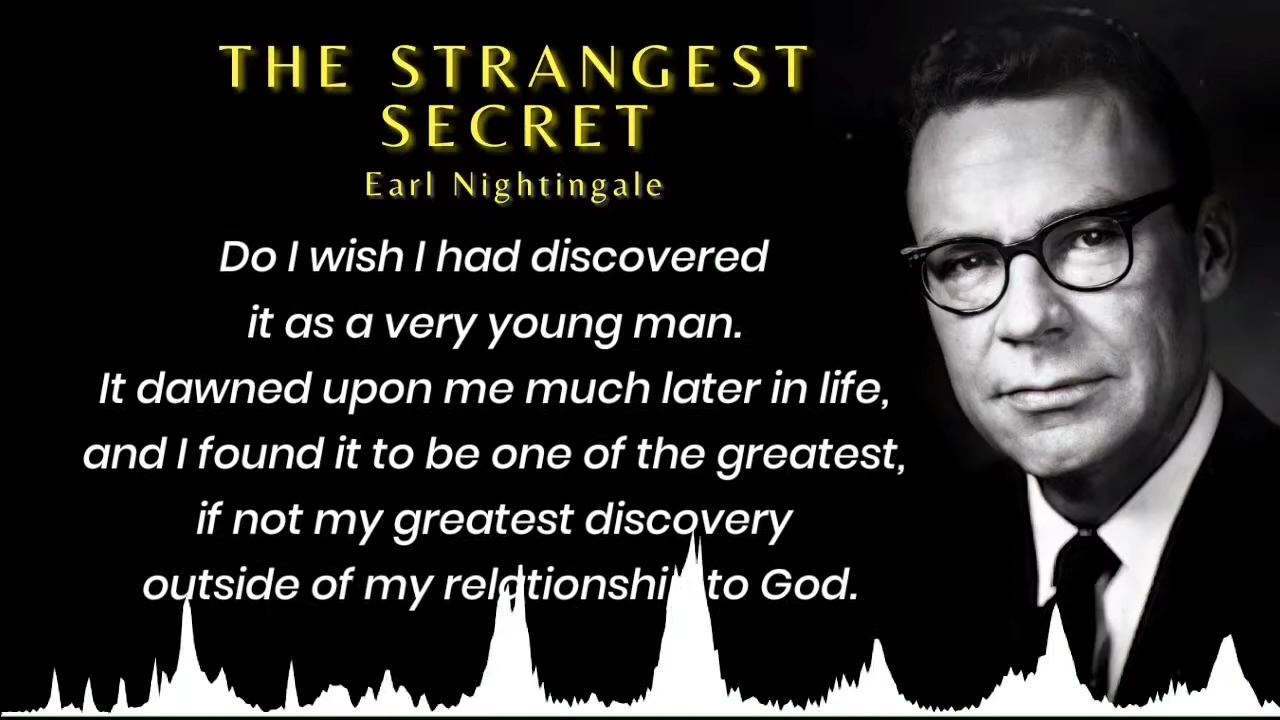 THE STRANGEST
SECRET
Earl Nightingale
Do I wish I had discovered
it as a very young man.
It dawned upon me much later in life,
and I found it to be one of the greatest,
if not my greatest discovery
outside of my relationship to God.